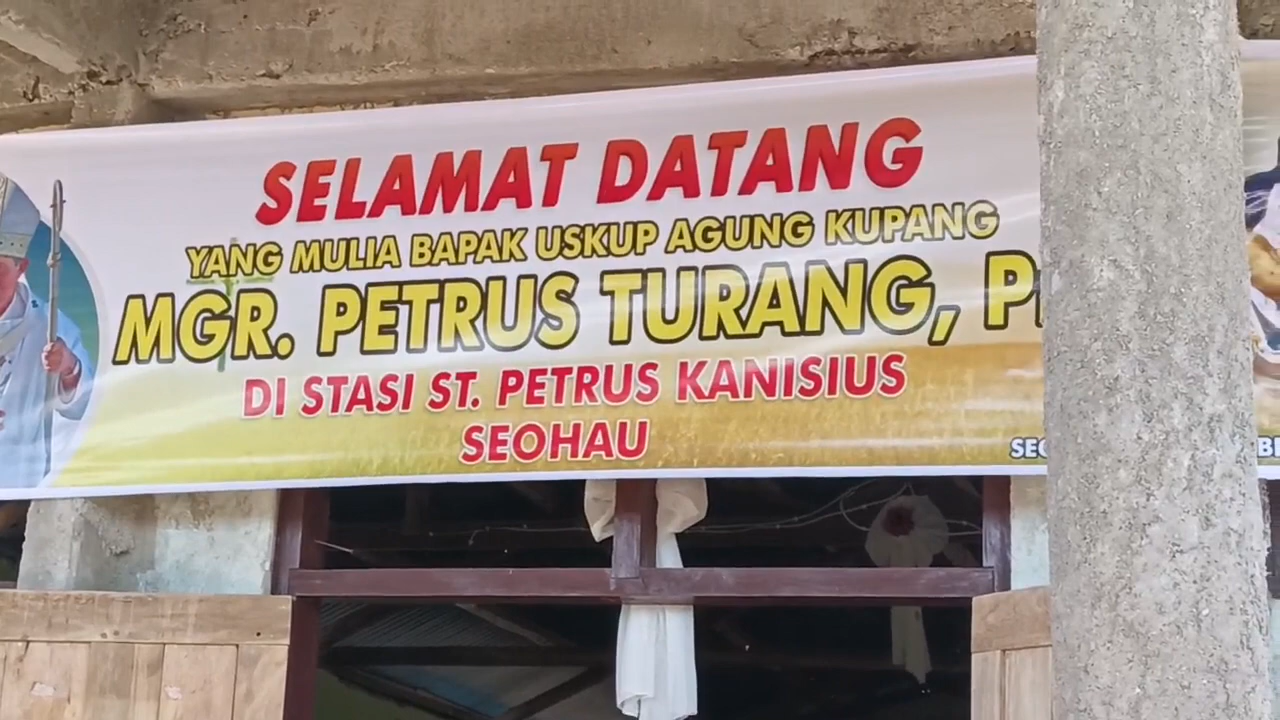 SELAMAT DATANG
YANG MULIA BAPAK USKUP AGUNG KUPANG
MGR. PETRUS TURANG,
DI STASI ST. PETRUS KANISIUS
SEOHAU